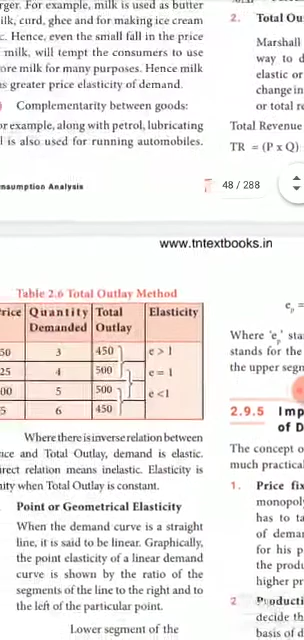 rger. For example, milk is used as butter
ilk, curd, ghee and for making ice cream
c. Hence, even the small fall in the price
milk, will tempt the consumers to use
ore milk for many purposes. Hence milk
as greater price elasticity of demand.
) Complementarity between goods:
or example, along with petrol, lubricating
l is also used for running automobiles.
nsumption Analysis
2. Total Ou
Marshall
way to d
elastic or
change in
or total re
Total Revenue
TR = (P x Q)
48 / 288
www.tntextbooks.in
Table 2.6 Total Outlay Method
rice Quantity Demanded Total Outlay Elasticity
50 3 450 e > 1
25 4 500 e = 1
00 5 500 e <1
5 6 450
Where there is inverse relation between
ice and Total Outlay, demand is elastic.
irect relation means inelastic. Elasticity is
nity when Total Outlay is constant.
Point or Geometrical Elasticity
When the demand curve is a straight
line, it is said to be linear. Graphically,
the point elasticity of a linear demand
curve is shown by the ratio of the
segments of the line to the right and to
the left of the particular point.
Lower segment of the
eₚ =
Where 'eₚ' sta
stands for the
the upper segn
2.9.5 Imp
of D
The concept o
much practica
1. Price fix
monopoly
has to ta
of demar
for his p
the produ
higher pr
2 Producti
decide th
basis of d